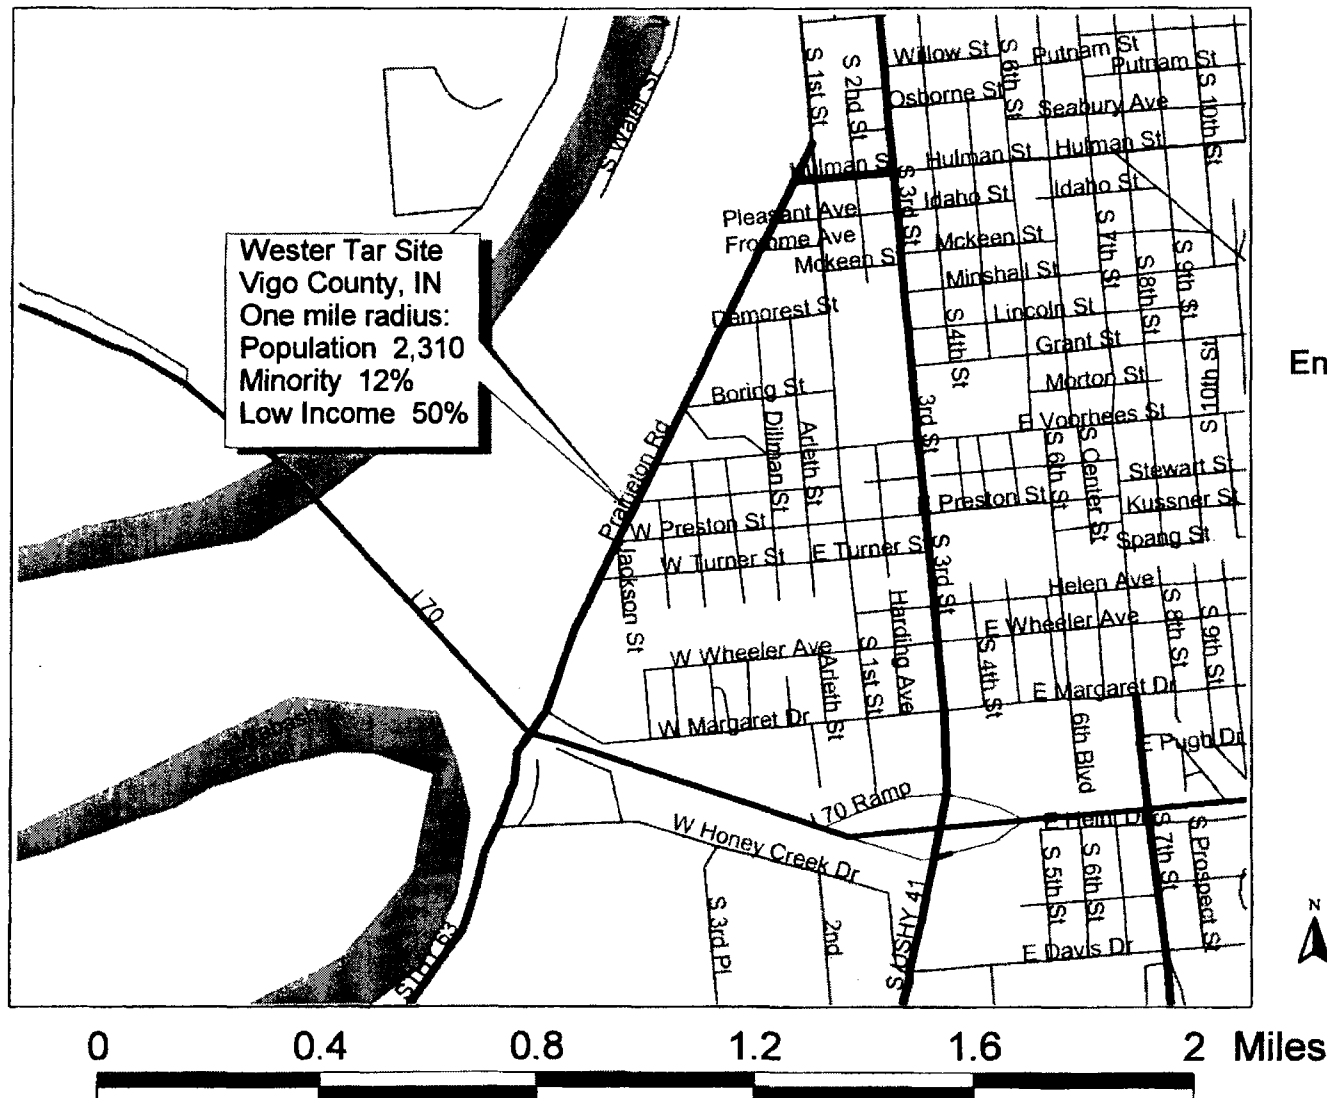 Willow St
S 6th St
Putnam St
Putnam St
S 1st St
S 2nd St
Osborne St
Seabury Ave
S 10th St
S Water St
Hulman St
Hulman St
Hulman St
S 3rd St
Idaho St
Idaho St
Pleasant Ave
Froomme Ave
Mckeen St
Mckeen S
S 7th St
S 8th St
S 9th St
Minshall St
Wester Tar Site
Vigo County, IN
One mile radius:
Population 2,310
Minority 12%
Low Income 50%
Demorest St
S 4th St
Lincoln St
Grant St
S 10th St
En
Boring St
Morton St
Dillman St
Arleth St
3rd St
E Voorhees St
Prairieton Rd
S 6th St
S Center St
Stewart St
W Preston St
E Preston St
Kussner St
W Turner St
E Turner S
S 3rd St
Spang St
Jackson St
I 70
Harding Ave
Helen Ave
E Wheeler Ave
S 8th St
S 9th St
W Wheeler Ave
Arleth St
S 1st St
S 4th St
E Margaret Dr
W Margaret Dr
6th Blvd
E Pugh Dr
Wabash
I 70 Ramp
W Honey Creek Dr
S 5th St
S 6th St
S 7th St
S Prospect St
S 3rd Pl
2nd
S USHY 41
E Davis Dr
N
0 0.4 0.8 1.2 1.6 2 Miles